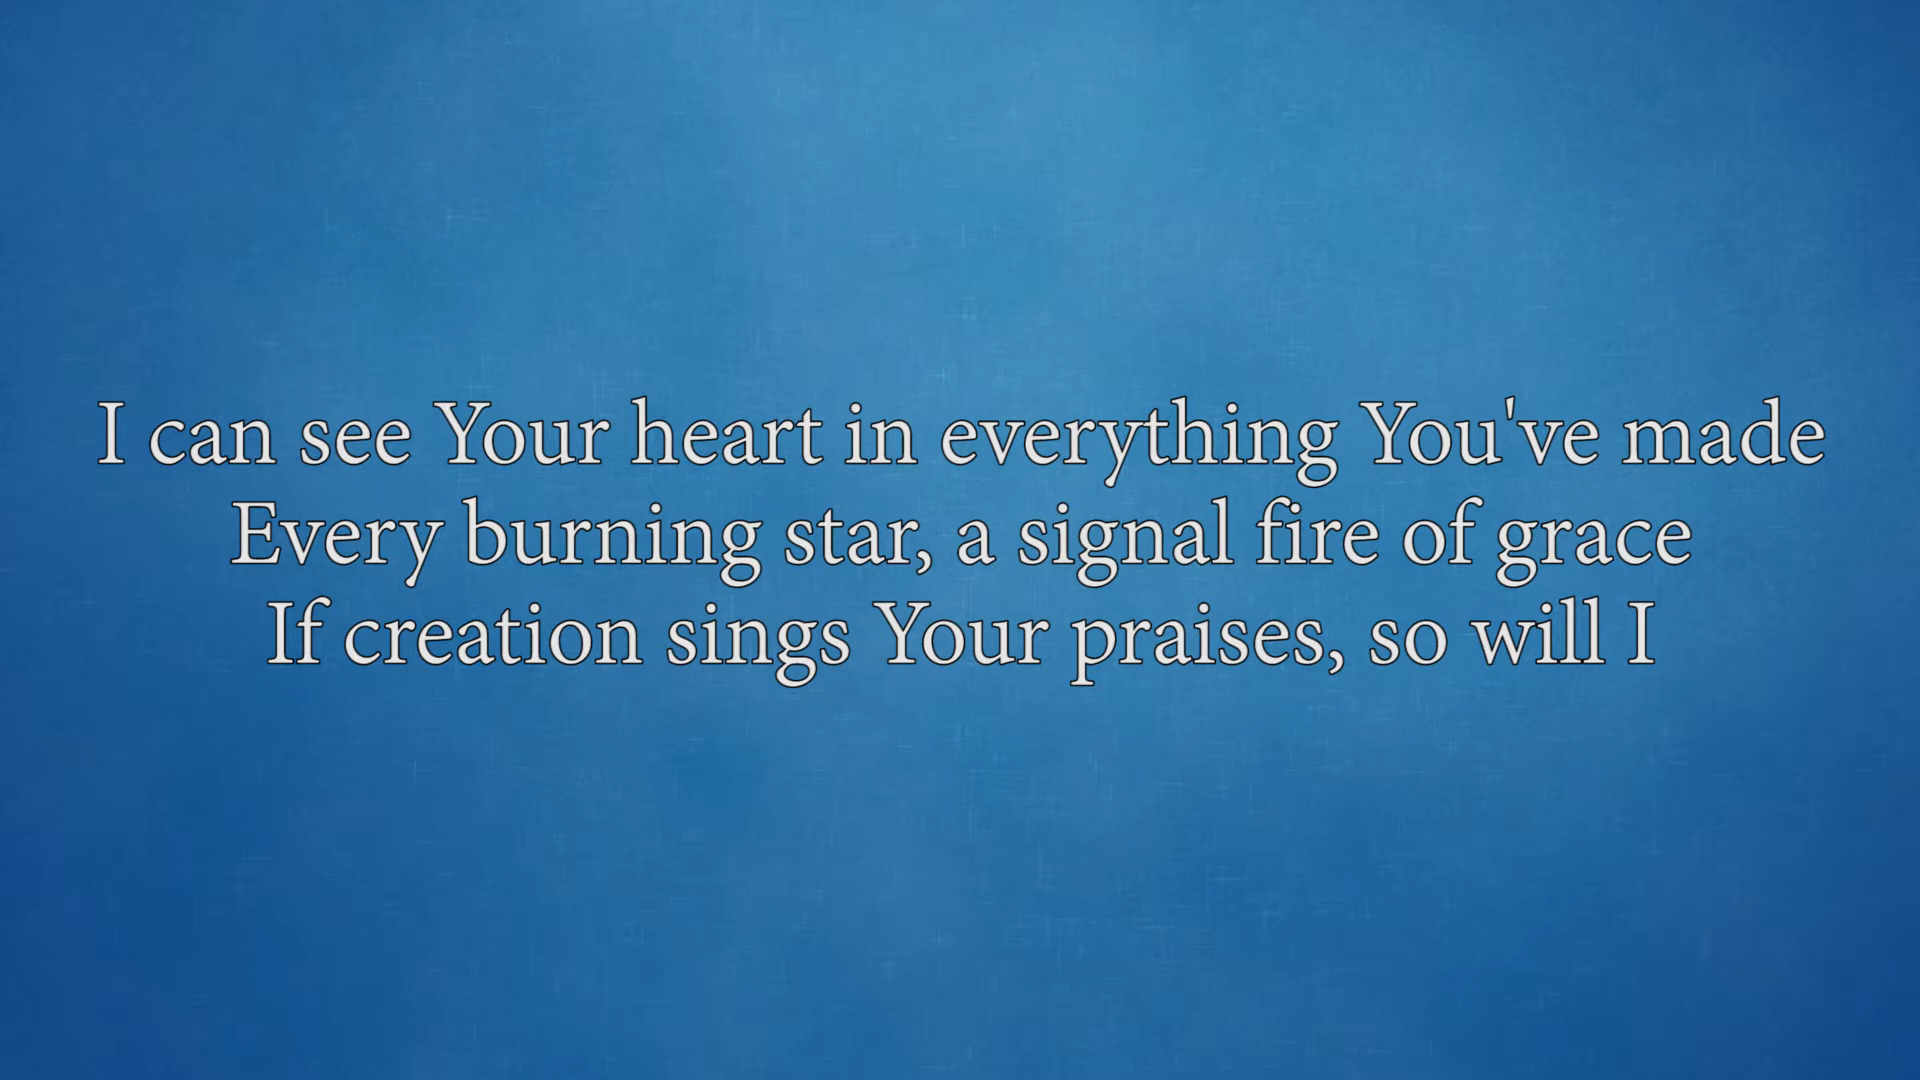 I can see Your heart in everything You've made
Every burning star, a signal fire of grace
If creation sings Your praises, so will I